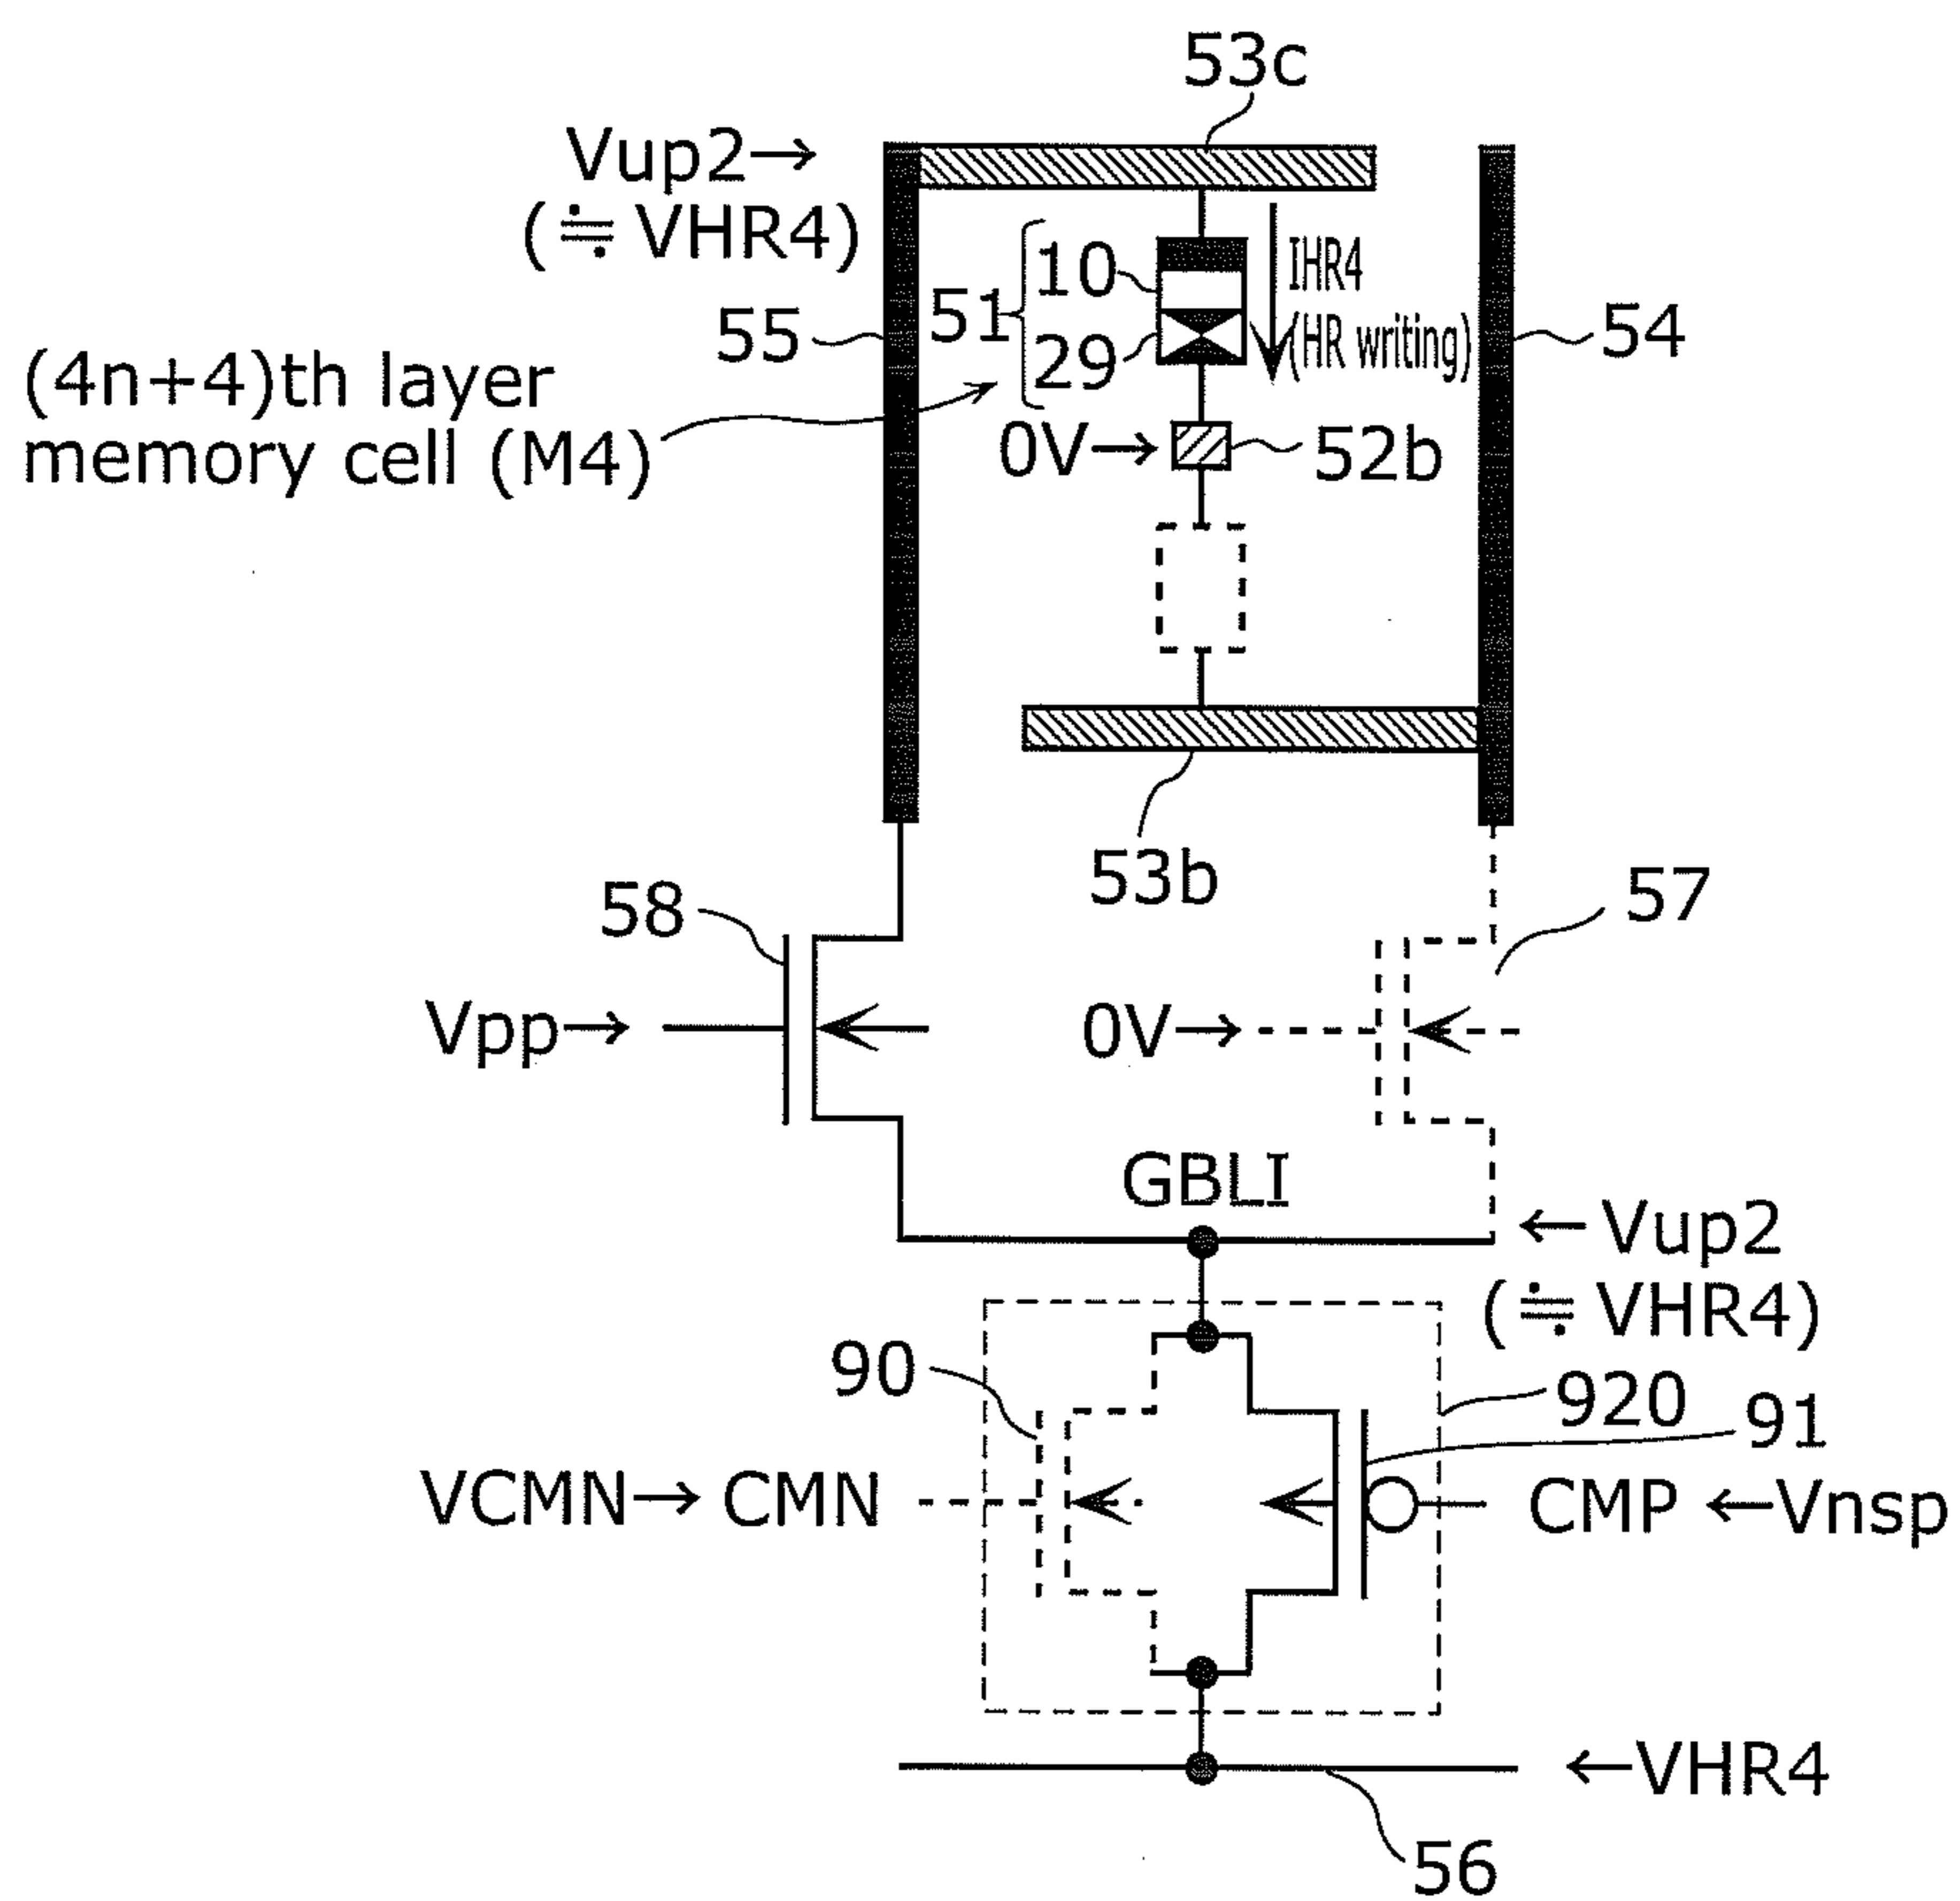 53c
Vup2→
(≒ VHR4)
10
IHR4
51
55
54
29
(HR writing)
(4n+4)th layer
memory cell (M4)
0V→
52b
53b
58
57
Vpp→
0V→
GBLI
←Vup2
(≒ VHR4)
90
920
91
VCMN→ CMN
CMP ←Vnsp
←VHR4
56